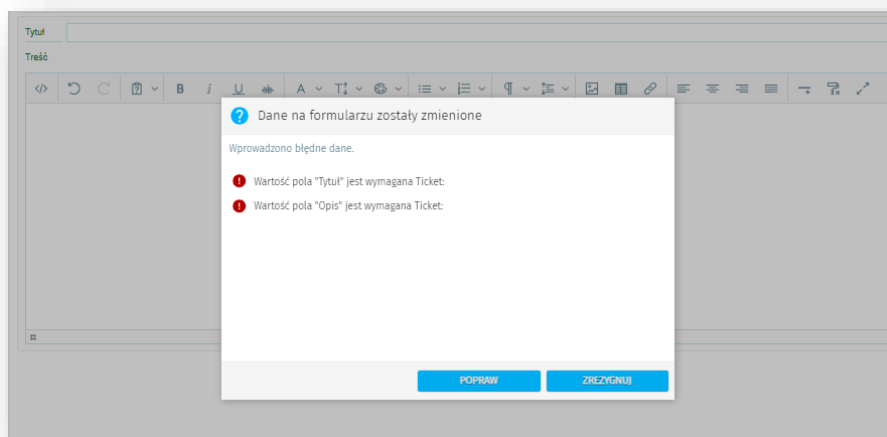 Tytuł
Treść
Dane na formularzu zostały zmienione
Wprowadzono błędne dane.
Wartość pola "Tytuł" jest wymagana Ticket:
Wartość pola "Opis" jest wymagana Ticket:
POPRAW
ZREZYGNUJ